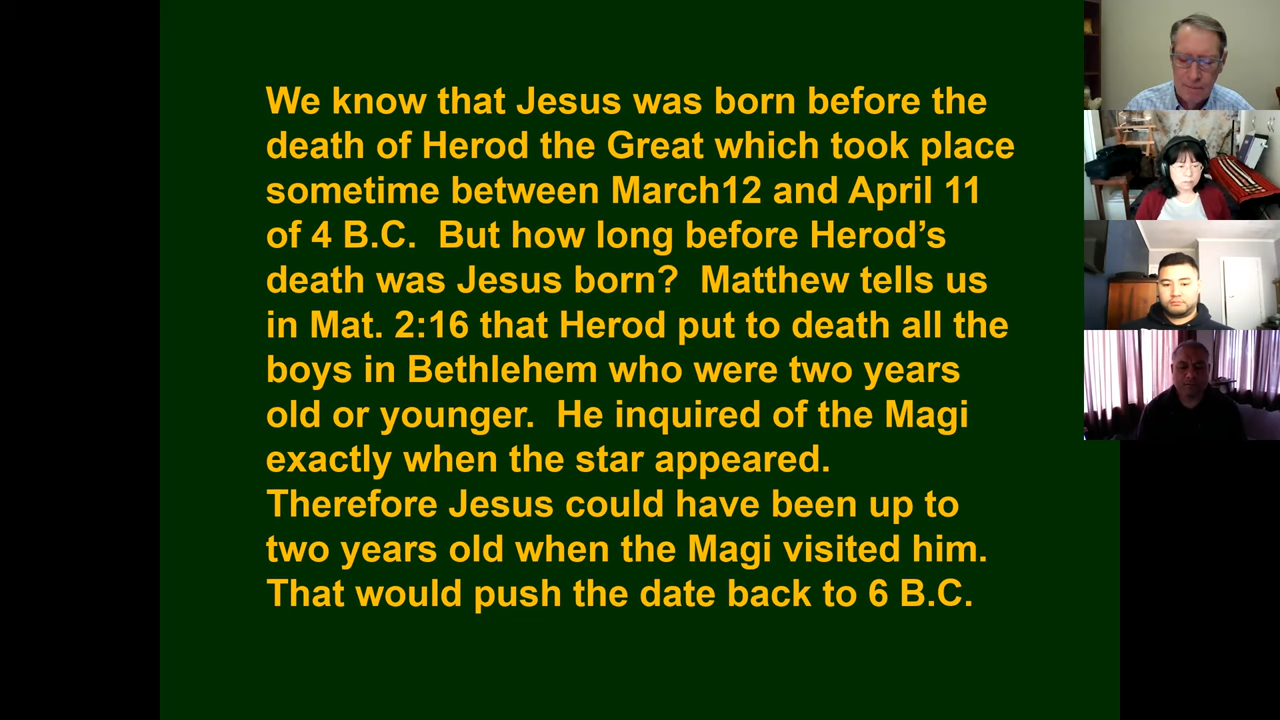 We know that Jesus was born before the
death of Herod the Great which took place
sometime between March12 and April 11
of 4 B.C.  But how long before Herod’s
death was Jesus born?  Matthew tells us
in Mat. 2:16 that Herod put to death all the
boys in Bethlehem who were two years
old or younger.  He inquired of the Magi
exactly when the star appeared.
Therefore Jesus could have been up to
two years old when the Magi visited him.
That would push the date back to 6 B.C.